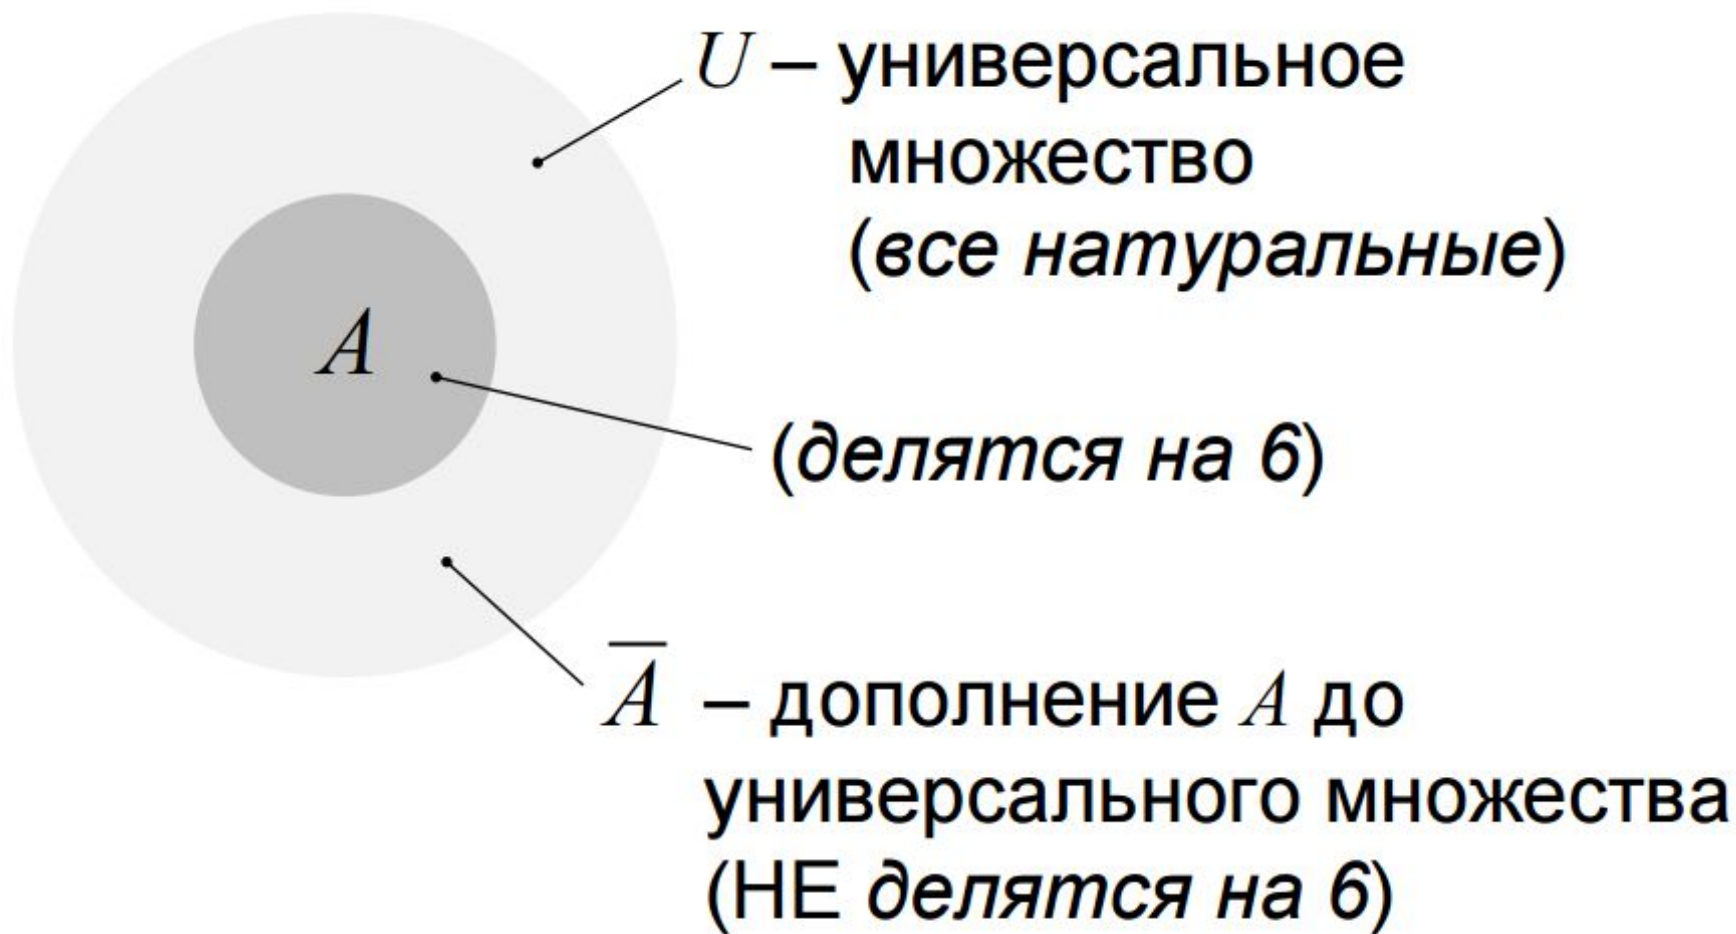 U – универсальное
множество
(все натуральные)
A
(делятся на 6)
A̅ – дополнение A до
универсального множества
(НЕ делятся на 6)